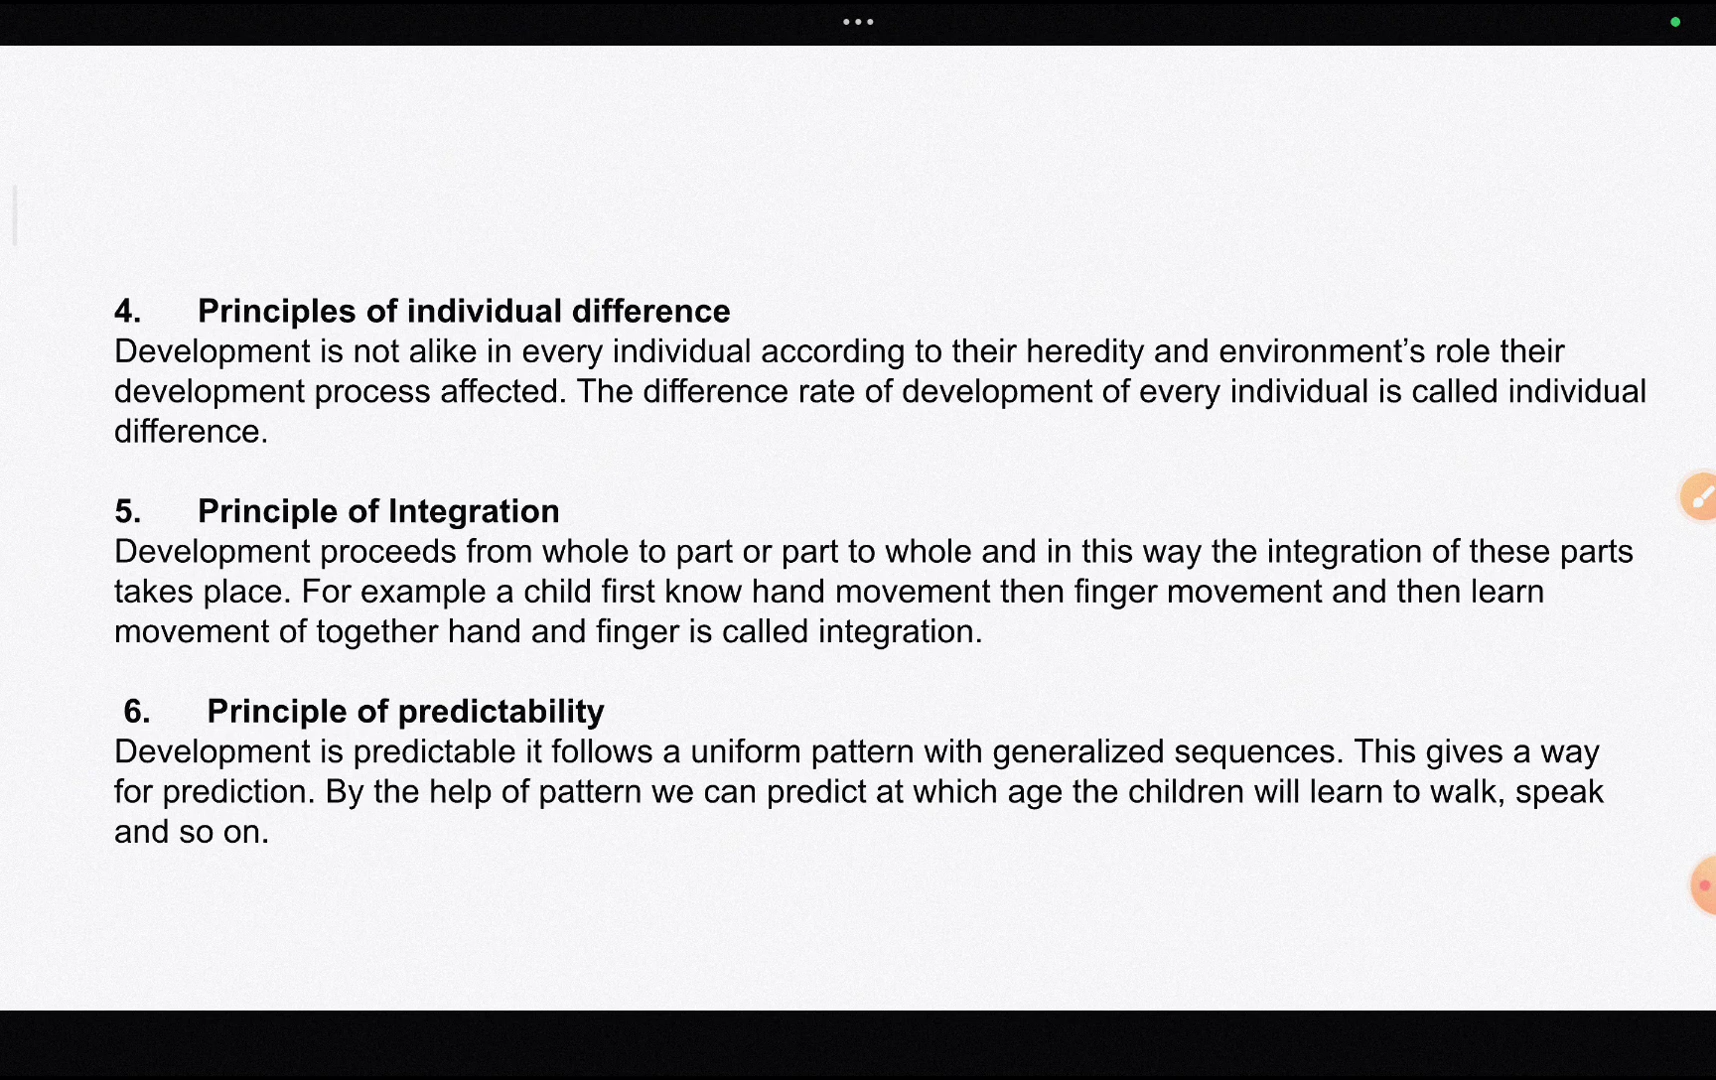 4. Principles of individual difference
Development is not alike in every individual according to their heredity and environment’s role their
development process affected. The difference rate of development of every individual is called individual
difference.
5. Principle of Integration
Development proceeds from whole to part or part to whole and in this way the integration of these parts
takes place. For example a child first know hand movement then finger movement and then learn
movement of together hand and finger is called integration.
6. Principle of predictability
Development is predictable it follows a uniform pattern with generalized sequences. This gives a way
for prediction. By the help of pattern we can predict at which age the children will learn to walk, speak
and so on.